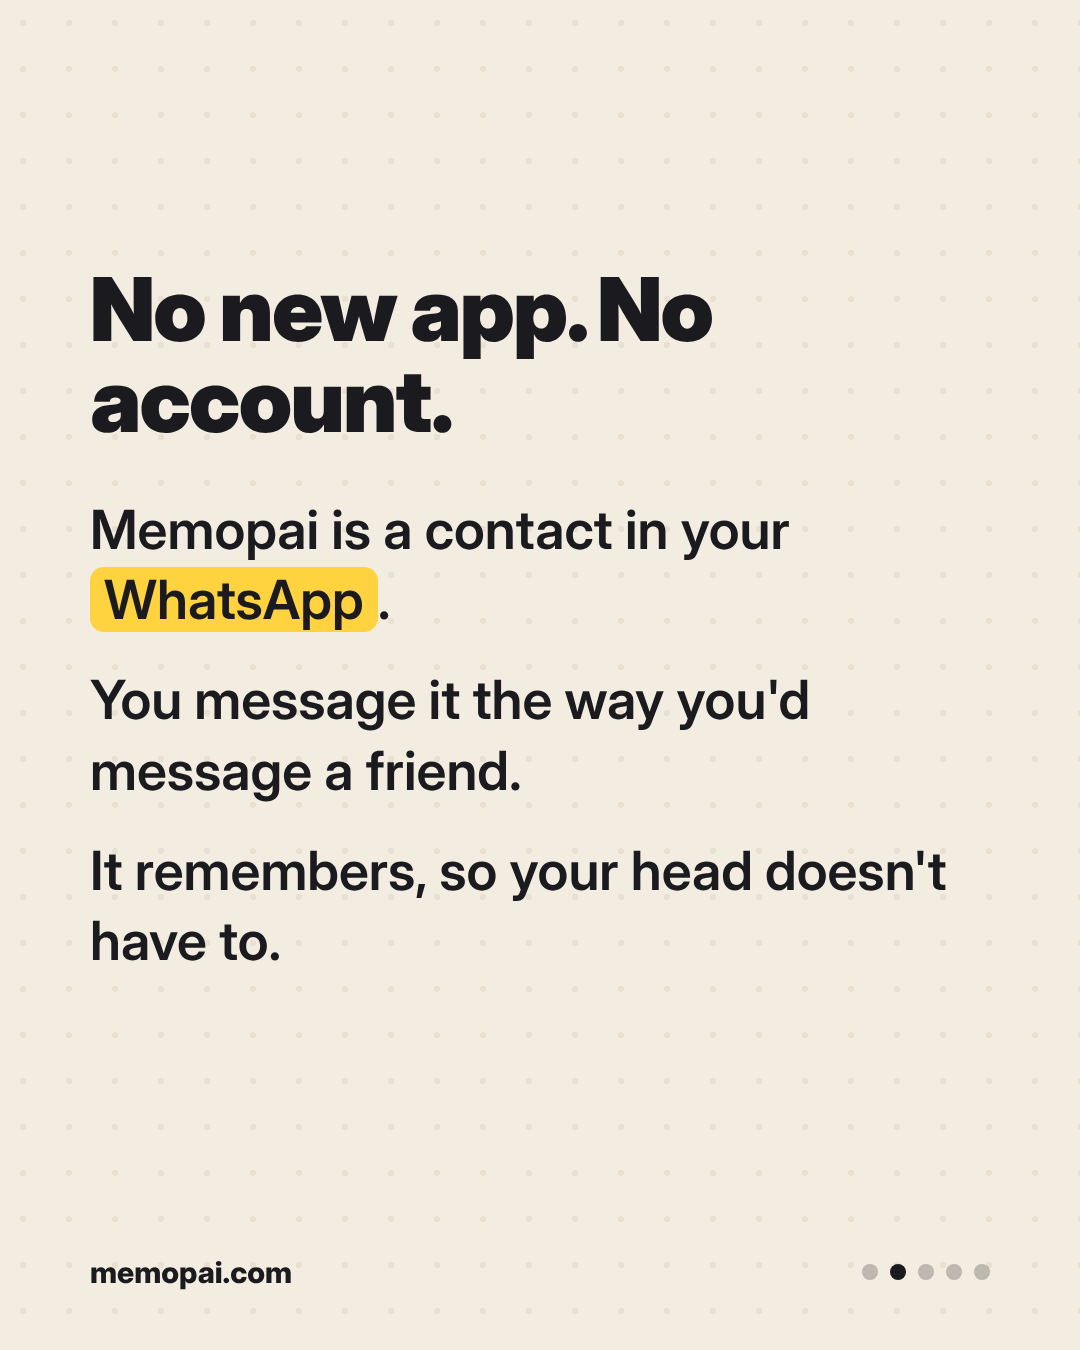 No new app. No
account.
Memopai is a contact in your
WhatsApp.
You message it the way you'd
message a friend.
It remembers, so your head doesn't
have to.
memopai.com